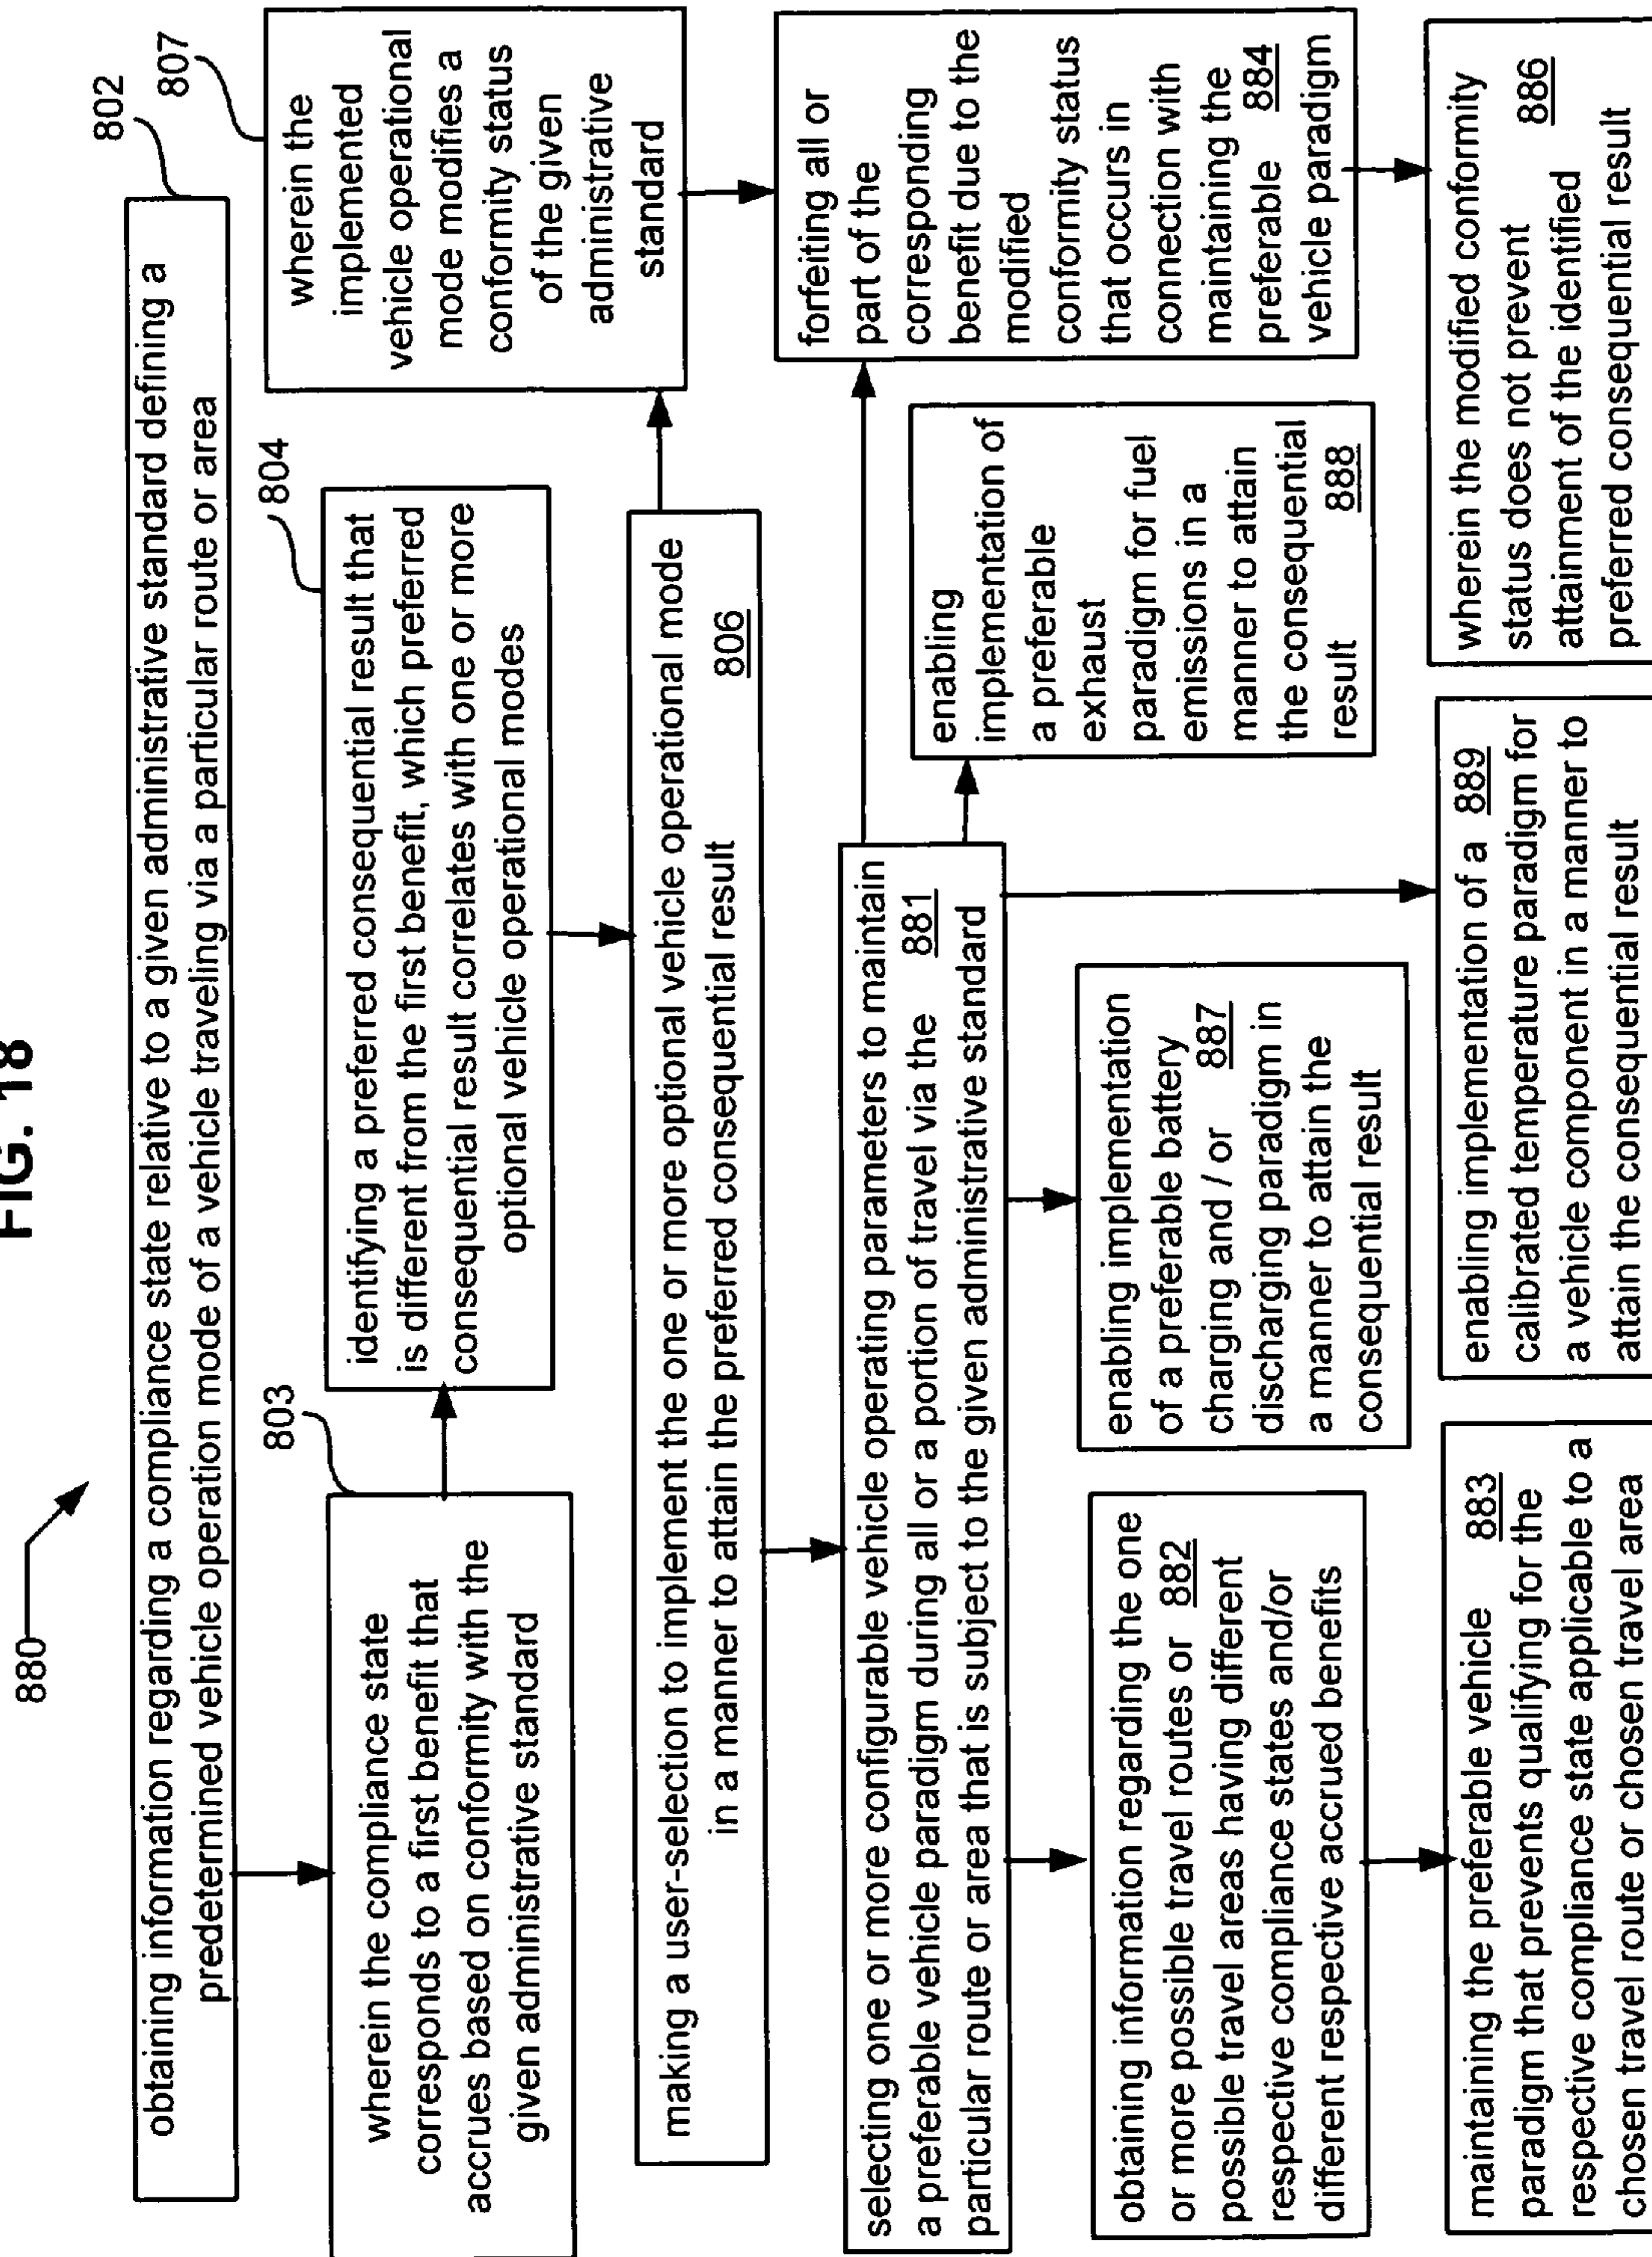 FIG. 18
880
802
obtaining information regarding a compliance state relative to a given administrative standard defining a
predetermined vehicle operation mode of a vehicle traveling via a particular route or area
803
wherein the compliance state
corresponds to a first benefit that
accrues based on conformity with the
given administrative standard
804
identifying a preferred consequential result that
is different from the first benefit, which preferred
consequential result correlates with one or more
optional vehicle operational modes
807
wherein the
implemented
vehicle operational
mode modifies a
conformity status
of the given
administrative
standard
making a user-selection to implement the one or more optional vehicle operational mode
in a manner to attain the preferred consequential result 806
selecting one or more configurable vehicle operating parameters to maintain
a preferable vehicle paradigm during all or a portion of travel via the 881
particular route or area that is subject to the given administrative standard
forfeiting all or
part of the
corresponding
benefit due to the
modified
conformity status
that occurs in
connection with
maintaining the
preferable 884
vehicle paradigm
enabling
implementation of
a preferable
exhaust
paradigm for fuel
emissions in a
manner to attain
the consequential
result 888
obtaining information regarding the one
or more possible travel routes or 882
possible travel areas having different
respective compliance states and/or
different respective accrued benefits
enabling implementation
of a preferable battery
charging and / or 887
discharging paradigm in
a manner to attain the
consequential result
maintaining the preferable vehicle 883
paradigm that prevents qualifying for the
respective compliance state applicable to a
chosen travel route or chosen travel area
enabling implementation of a 889
calibrated temperature paradigm for
a vehicle component in a manner to
attain the consequential result
wherein the modified conformity
status does not prevent 886
attainment of the identified
preferred consequential result